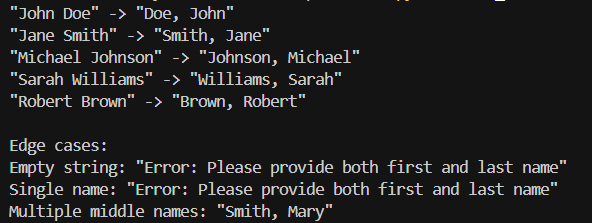 "John Doe" -> "Doe, John"
"Jane Smith" -> "Smith, Jane"
"Michael Johnson" -> "Johnson, Michael"
"Sarah Williams" -> "Williams, Sarah"
"Robert Brown" -> "Brown, Robert"

Edge cases:
Empty string: "Error: Please provide both first and last name"
Single name: "Error: Please provide both first and last name"
Multiple middle names: "Smith, Mary"